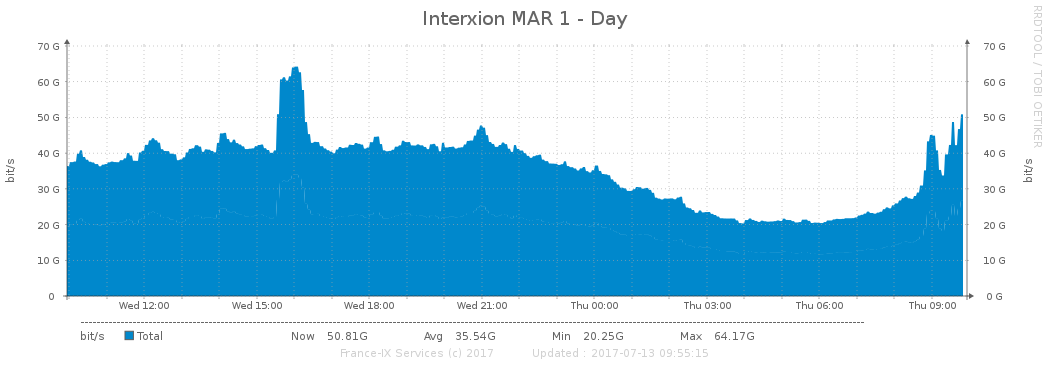 Interxion MAR 1 - Day
RRDTOOL / TOBI OETIKER
70 G 70 G
60 G 60 G
50 G 50 G
40 G 40 G
30 G 30 G
20 G 20 G
10 G 10 G
0 0 G
bit/s bit/s
Wed 12:00 Wed 15:00 Wed 18:00 Wed 21:00 Thu 00:00 Thu 03:00 Thu 06:00 Thu 09:00
bit/s Total Now 50.81G Avg 35.54G Min 20.25G Max 64.17G
France-IX Services (c) 2017 Updated : 2017-07-13 09:55:15